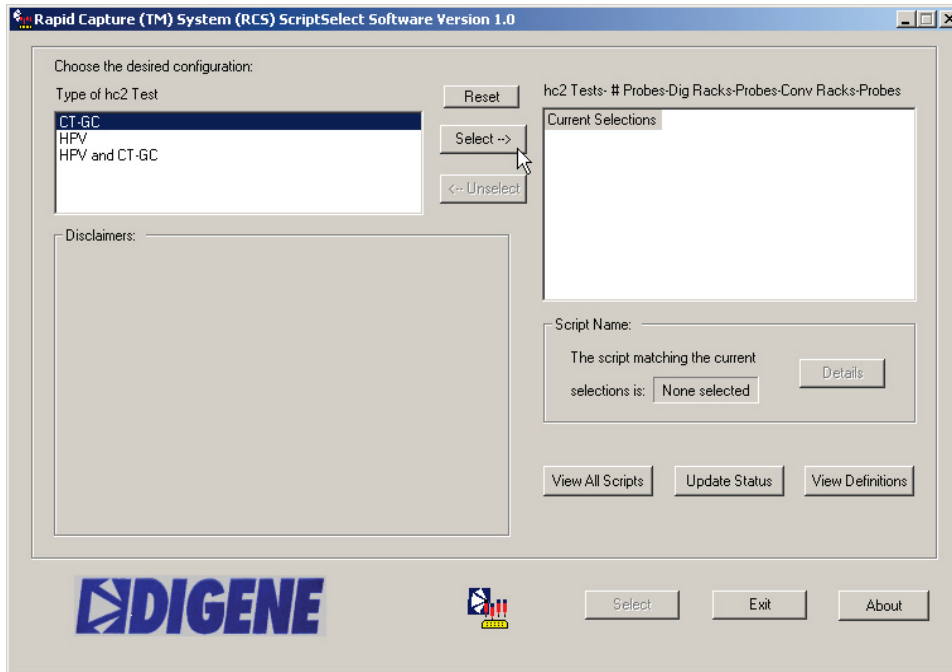 Rapid Capture (TM) System (RCS) ScriptSelect Software Version 1.0
Choose the desired configuration:
Type of hc2 Test
CT-GC
HPV
HPV and CT-GC
Reset
Select -->
<-- Unselect
hc2 Tests- # Probes-Dig Racks-Probes-Conv Racks-Probes
Current Selections
Disclaimers:
Script Name:
The script matching the current
selections is: None selected
Details
View All Scripts
Update Status
View Definitions
DIGENE
Select
Exit
About